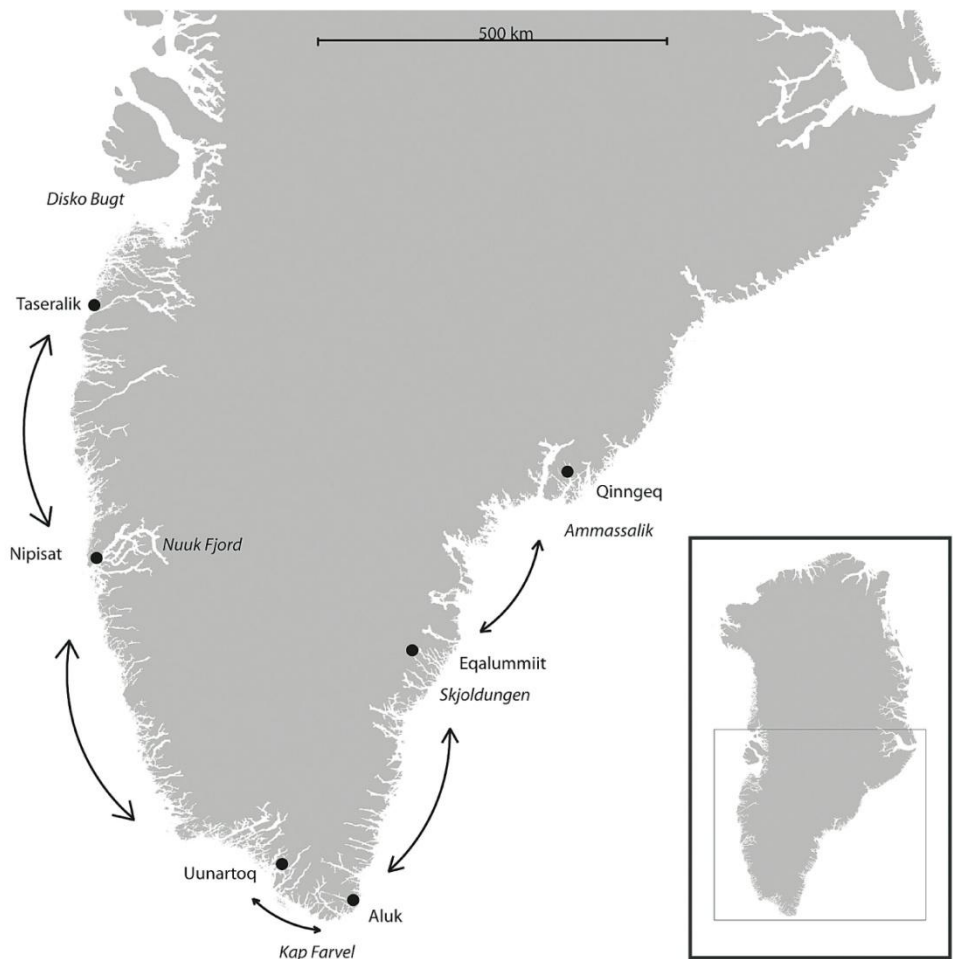 500 km
Disko Bugt
Taseralik
Qinngeq
Ammassalik
Nipisat
Nuuk Fjord
Eqalummiit
Skjoldungen
Uunartoq
Aluk
Kap Farvel